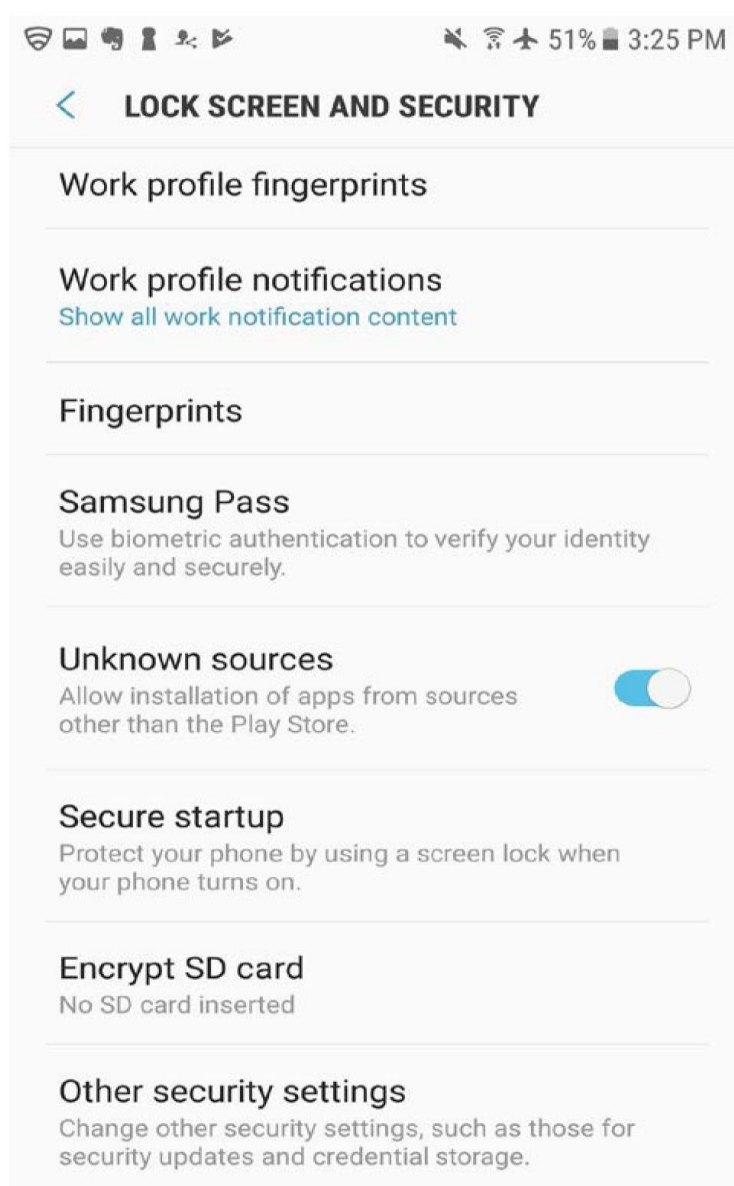 51% 3:25 PM
LOCK SCREEN AND SECURITY
Work profile fingerprints
Work profile notifications
Show all work notification content
Fingerprints
Samsung Pass
Use biometric authentication to verify your identity
easily and securely.
Unknown sources
Allow installation of apps from sources
other than the Play Store.
Secure startup
Protect your phone by using a screen lock when
your phone turns on.
Encrypt SD card
No SD card inserted
Other security settings
Change other security settings, such as those for
security updates and credential storage.